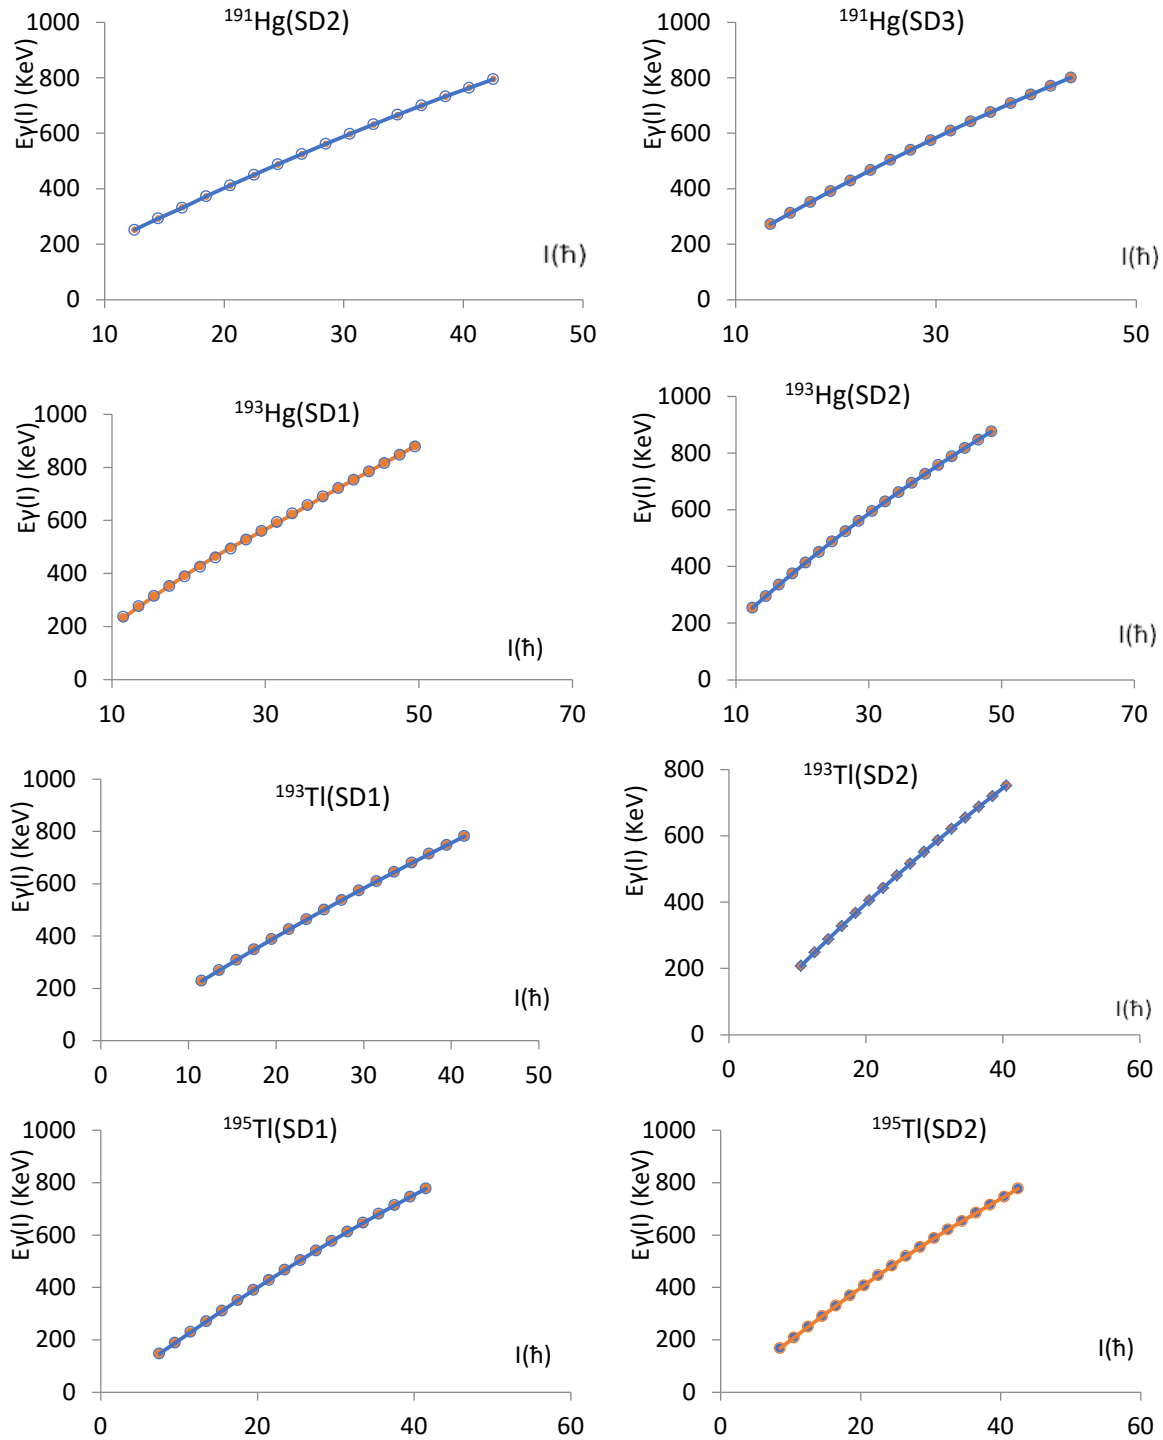 ¹⁹¹Hg(SD2)
Eγ(I) (KeV)
1000
800
600
400
200
0
10 20 30 40 50
I(ħ)
¹⁹¹Hg(SD3)
Eγ(I) (KeV)
1000
800
600
400
200
0
10 30 50
I(ħ)
¹⁹³Hg(SD1)
Eγ(I) (KeV)
1000
800
600
400
200
0
10 30 50 70
I(ħ)
¹⁹³Hg(SD2)
Eγ(I) (KeV)
1000
800
600
400
200
0
10 30 50 70
I(ħ)
¹⁹³Tl(SD1)
Eγ(I) (KeV)
1000
800
600
400
200
0
0 10 20 30 40 50
I(ħ)
¹⁹³Tl(SD2)
Eγ(I) (KeV)
800
600
400
200
0
0 20 40 60
I(ħ)
¹⁹⁵Tl(SD1)
Eγ(I) (KeV)
1000
800
600
400
200
0
0 20 40 60
I(ħ)
¹⁹⁵Tl(SD2)
Eγ(I) (KeV)
1000
800
600
400
200
0
0 20 40 60
I(ħ)